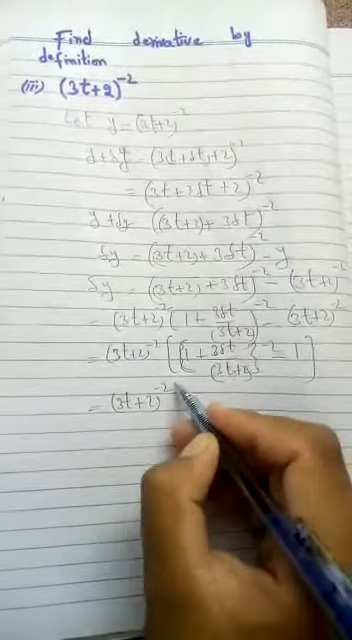 Find derivative by
definition
(iii) (3t+2)⁻²
Let y = (3t+2)⁻²
y+δy = (3t+δt,+2)⁻²
= (3t+3δt+2)⁻²
y+δy = ((3t+2)+3δt)⁻²
δy = ((3t+2)+3δt)⁻² - y
δy = ((3t+2)+3δt)⁻² - (3t+2)⁻²
= (3t+2)⁻² (1 + 3δt/(3t+2))⁻² - (3t+2)⁻²
= (3t+2)⁻² [{1 + 3δt/(3t+2)}⁻² - 1]
= (3t+2)⁻²